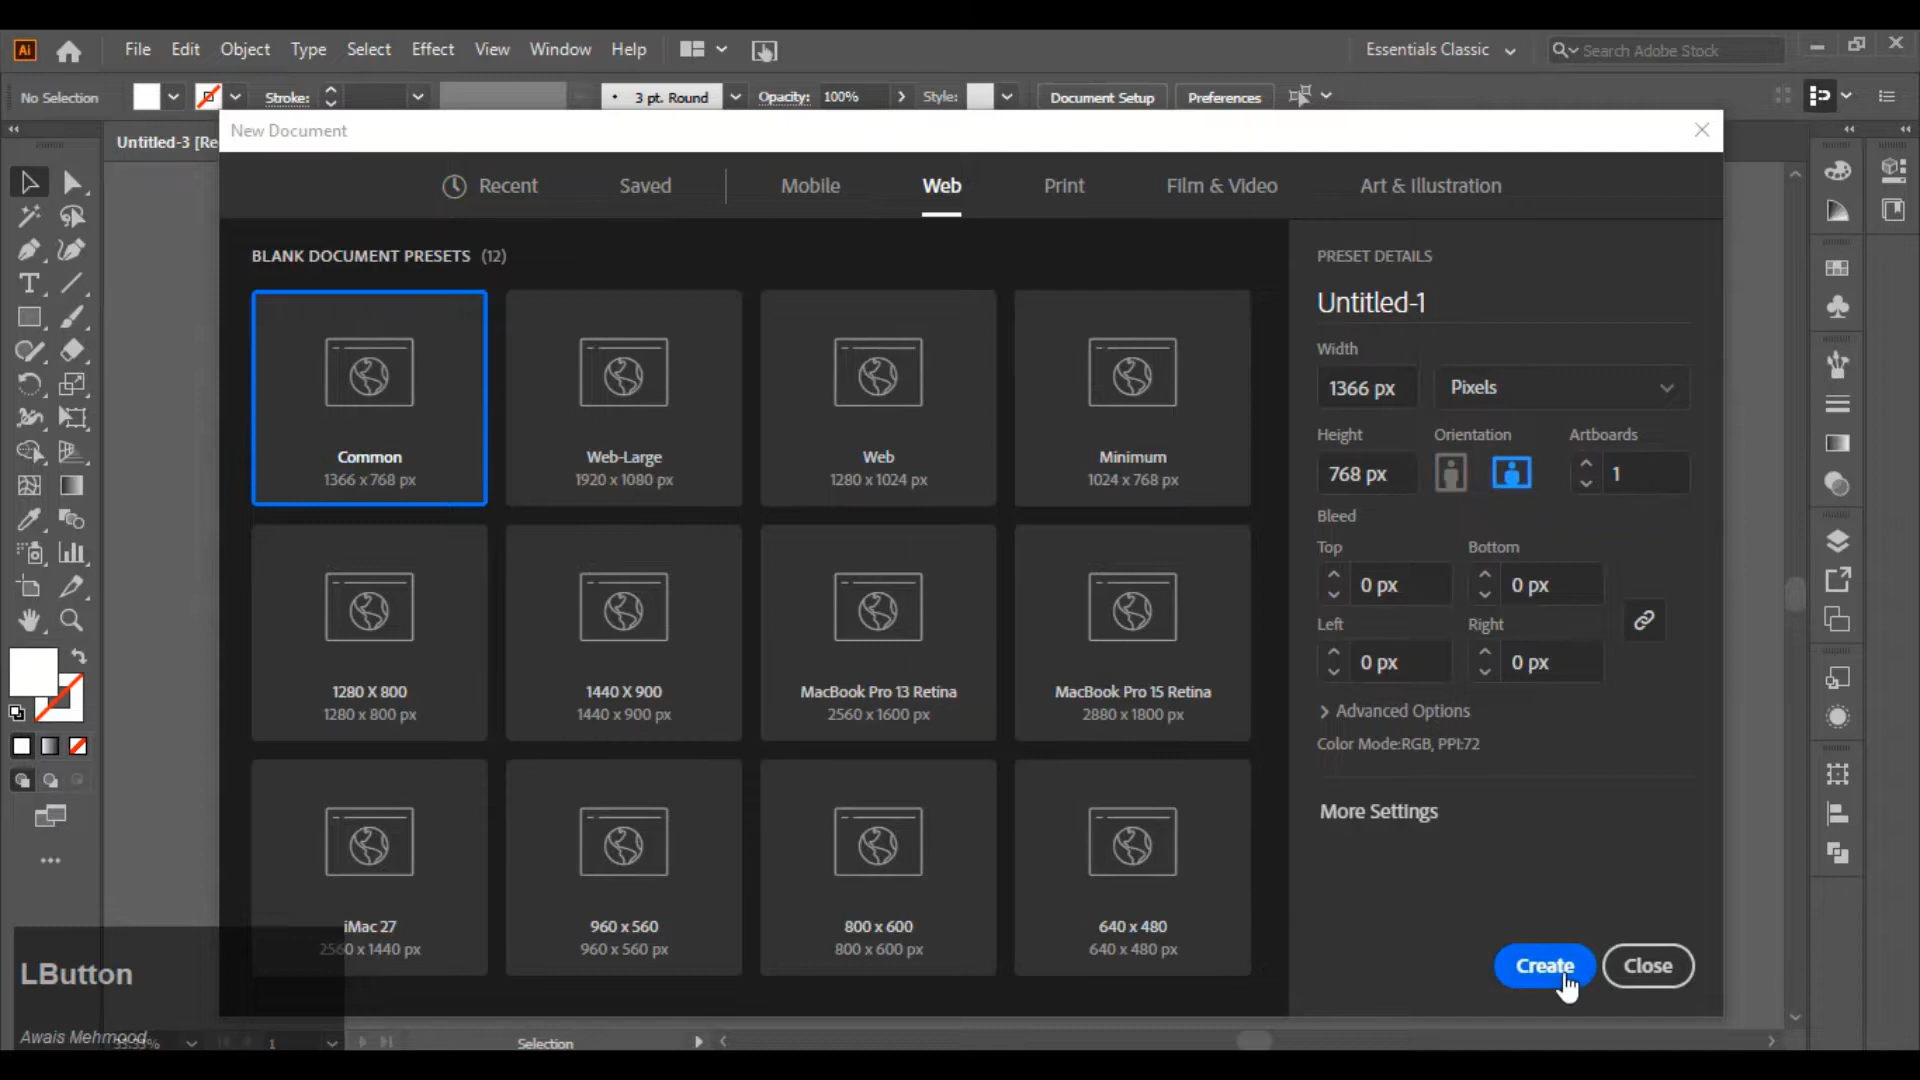 Ai File Edit Object Type Select Effect View Window Help Essentials Classic Search Adobe Stock
No Selection Stroke: 3 pt. Round Opacity: 100% Style: Document Setup Preferences
New Document
Untitled-3 [Re
Recent Saved Mobile Web Print Film & Video Art & Illustration
BLANK DOCUMENT PRESETS (12)
Common
1366 x 768 px
Web-Large
1920 x 1080 px
Web
1280 x 1024 px
Minimum
1024 x 768 px
1280 X 800
1280 x 800 px
1440 X 900
1440 x 900 px
MacBook Pro 13 Retina
2560 x 1600 px
MacBook Pro 15 Retina
2880 x 1800 px
iMac 27
2560 x 1440 px
960 x 560
960 x 560 px
800 x 600
800 x 600 px
640 x 480
640 x 480 px
PRESET DETAILS
Untitled-1
Width
1366 px Pixels
Height Orientation Artboards
768 px 1
Bleed
Top Bottom
0 px 0 px
Left Right
0 px 0 px
Advanced Options
Color Mode:RGB, PPI:72
More Settings
Create Close
LButton
Awais Mehmood
33.33% 1 Selection